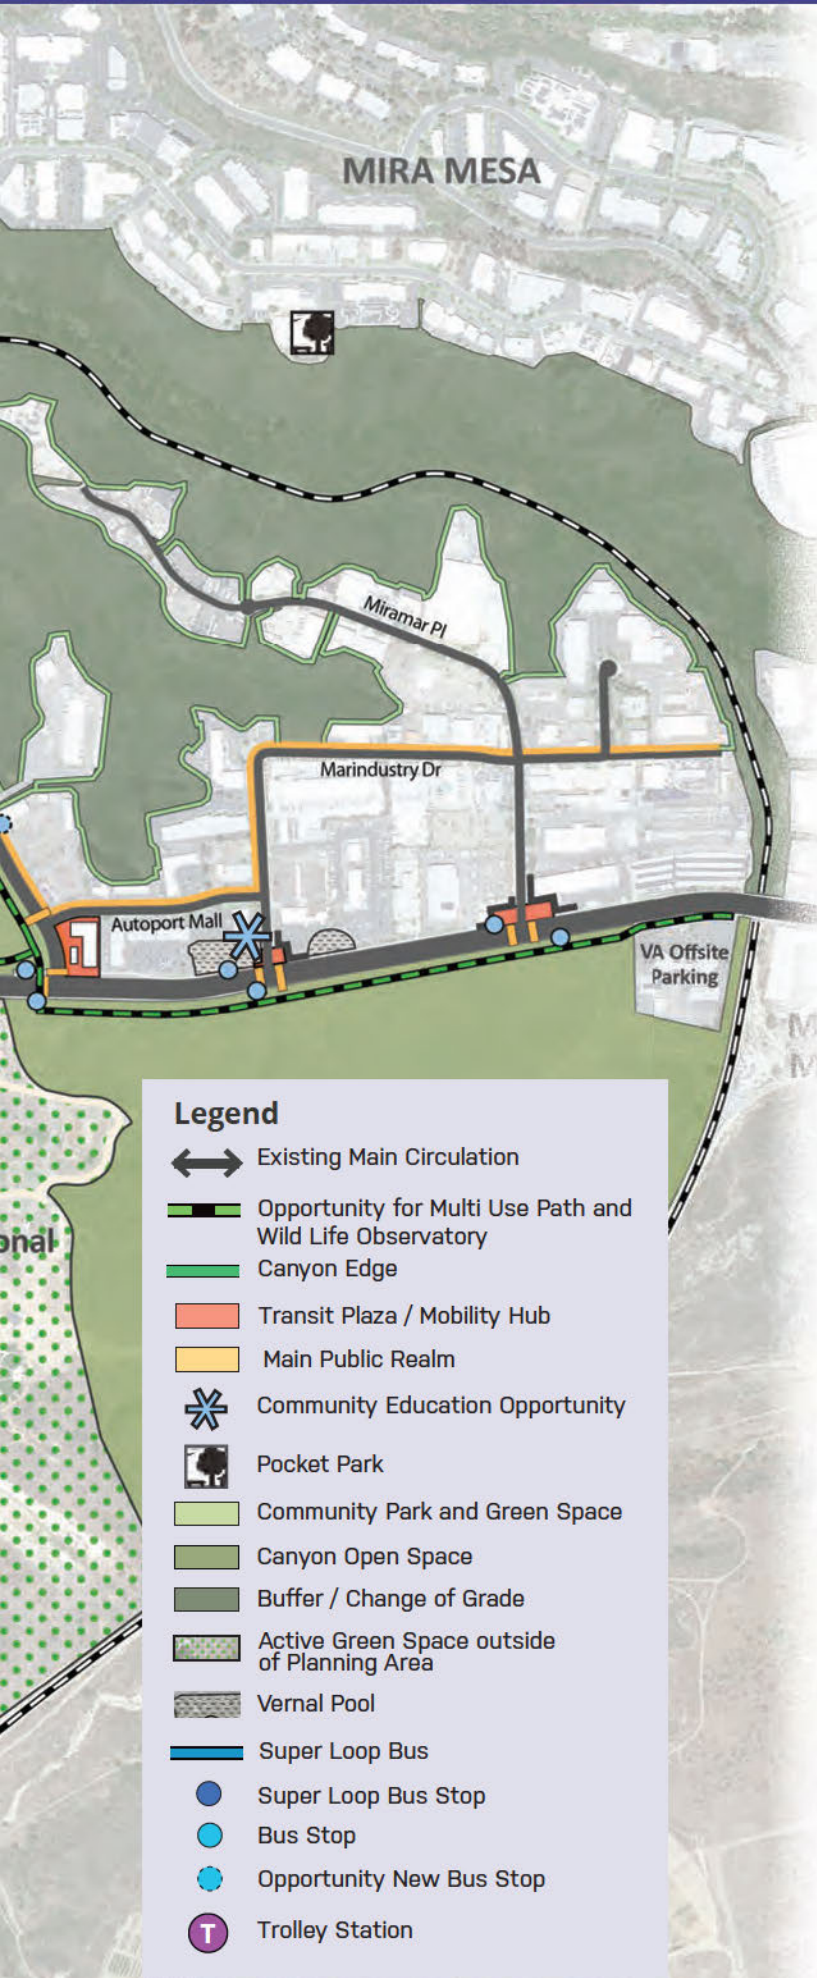 MIRA MESA
Miramar Pl
Marindustry Dr
Autoport Mall
VA Offsite
Parking
M
M
onal
Legend
Existing Main Circulation
Opportunity for Multi Use Path and
Wild Life Observatory
Canyon Edge
Transit Plaza / Mobility Hub
Main Public Realm
Community Education Opportunity
Pocket Park
Community Park and Green Space
Canyon Open Space
Buffer / Change of Grade
Active Green Space outside
of Planning Area
Vernal Pool
Super Loop Bus
Super Loop Bus Stop
Bus Stop
Opportunity New Bus Stop
T Trolley Station